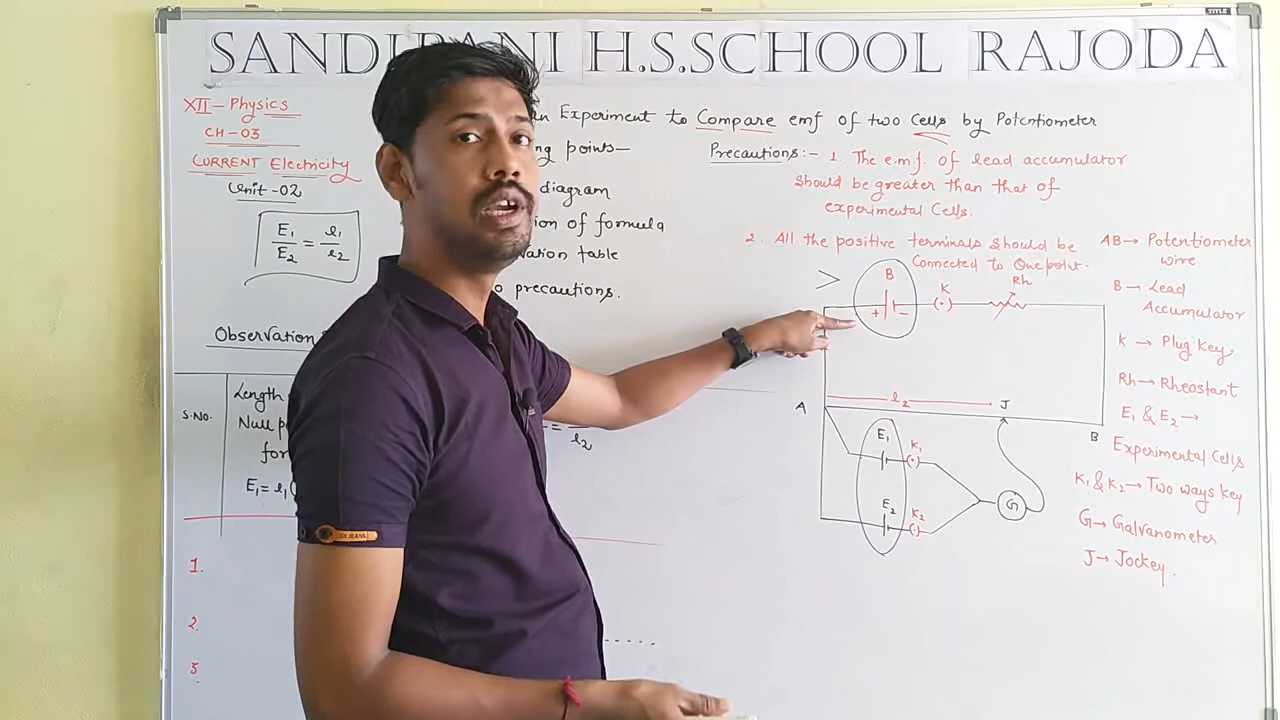 TITLE
SANDIPANI H.S.SCHOOL RAJODA
XII - Physics
CH-03
CURRENT Electricity
Unit-02
E₁/E₂ = l₁/l₂
an Experiment to Compare emf of two Cells by Potentiometer
ng points-
diagram
ion of formula
vation table
o precautions.
Precautions:- 1. The e.m.f. of lead accumulator
should be greater than that of
experimental Cells.
2. All the positive terminals should be
Connected to One point.
>
B
+ -
K
(•)
Rh
l₂
A
J
B
E₁
K₁
(•)
E₂
K₂
(•)
G
AB→ Potentiometer
wire
B→ Lead
Accumulator
K → Plug Key,
Rh→ Rheostant
E₁ & E₂ →
Experimental Cells
K₁ & K₂→ Two ways Key
G→ Galvanometer
J→ Jockey.
Observation
S.NO.
Length
Null p
for
E₁ = l₁(
= l₂
1.
2.
3